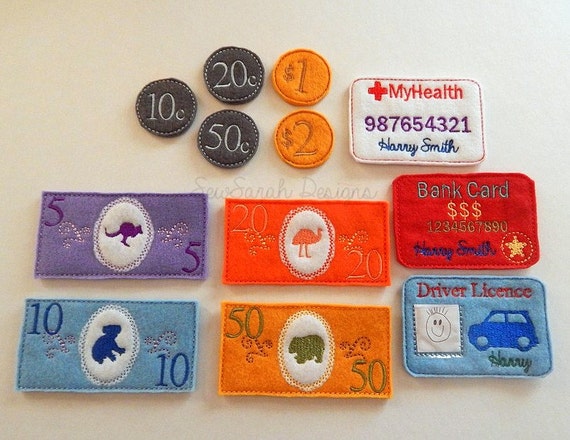 10c
20c
50c
$1
$2
MyHealth
987654321
Harry Smith
SewSarah Designs
5
5
20
20
Bank Card
$$$
1234567890
Harry Smith
10
10
50
50
Driver Licence
Harry